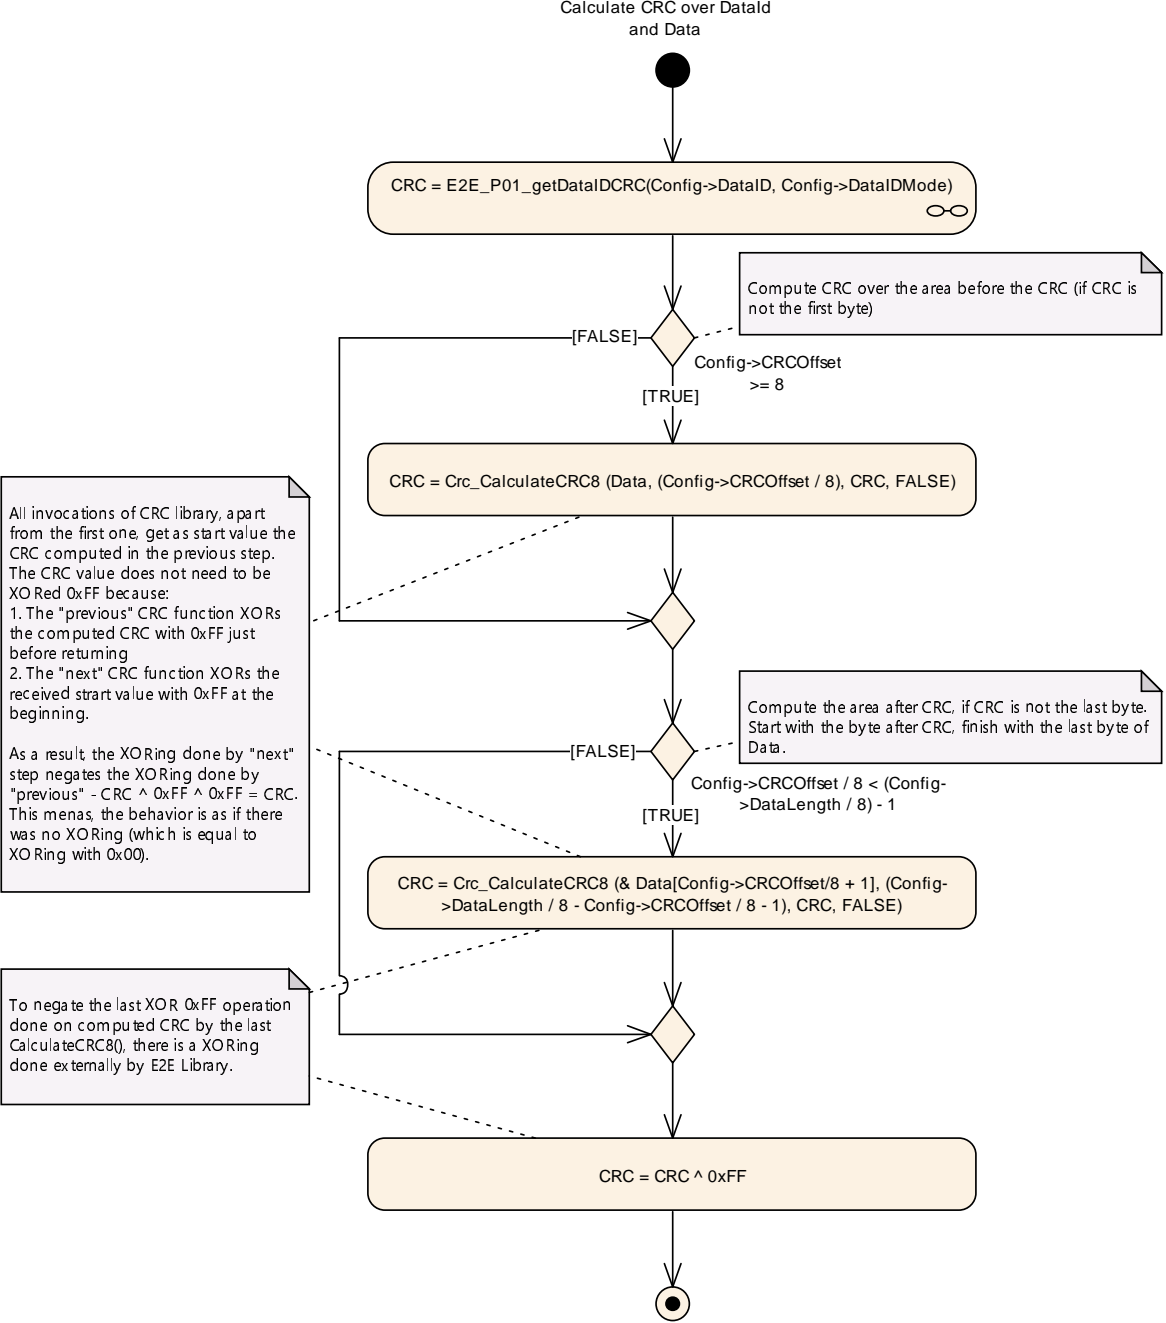 Calculate CRC over DataId
and Data
CRC = E2E_P01_getDataIDCRC(Config->DataID, Config->DataIDMode)
Compute CRC over the area before the CRC (if CRC is
not the first byte)
[FALSE]
Config->CRCOffset
>= 8
[TRUE]
CRC = Crc_CalculateCRC8 (Data, (Config->CRCOffset / 8), CRC, FALSE)
All invocations of CRC library, apart
from the first one, get as start value the
CRC computed in the previous step.
The CRC value does not need to be
XORed 0xFF because:
1. The "previous" CRC function XORs
the computed CRC with 0xFF just
before returning
2. The "next" CRC function XORs the
received strart value with 0xFF at the
beginning.
As a result, the XORing done by "next"
step negates the XORing done by
"previous" - CRC ^ 0xFF ^ 0xFF = CRC.
This menas, the behavior is as if there
was no XORing (which is equal to
XORing with 0x00).
Compute the area after CRC, if CRC is not the last byte.
Start with the byte after CRC, finish with the last byte of
Data.
[FALSE]
Config->CRCOffset / 8 < (Config-
>DataLength / 8) - 1
[TRUE]
CRC = Crc_CalculateCRC8 (& Data[Config->CRCOffset/8 + 1], (Config-
>DataLength / 8 - Config->CRCOffset / 8 - 1), CRC, FALSE)
To negate the last XOR 0xFF operation
done on computed CRC by the last
CalculateCRC8(), there is a XORing
done externally by E2E Library.
CRC = CRC ^ 0xFF